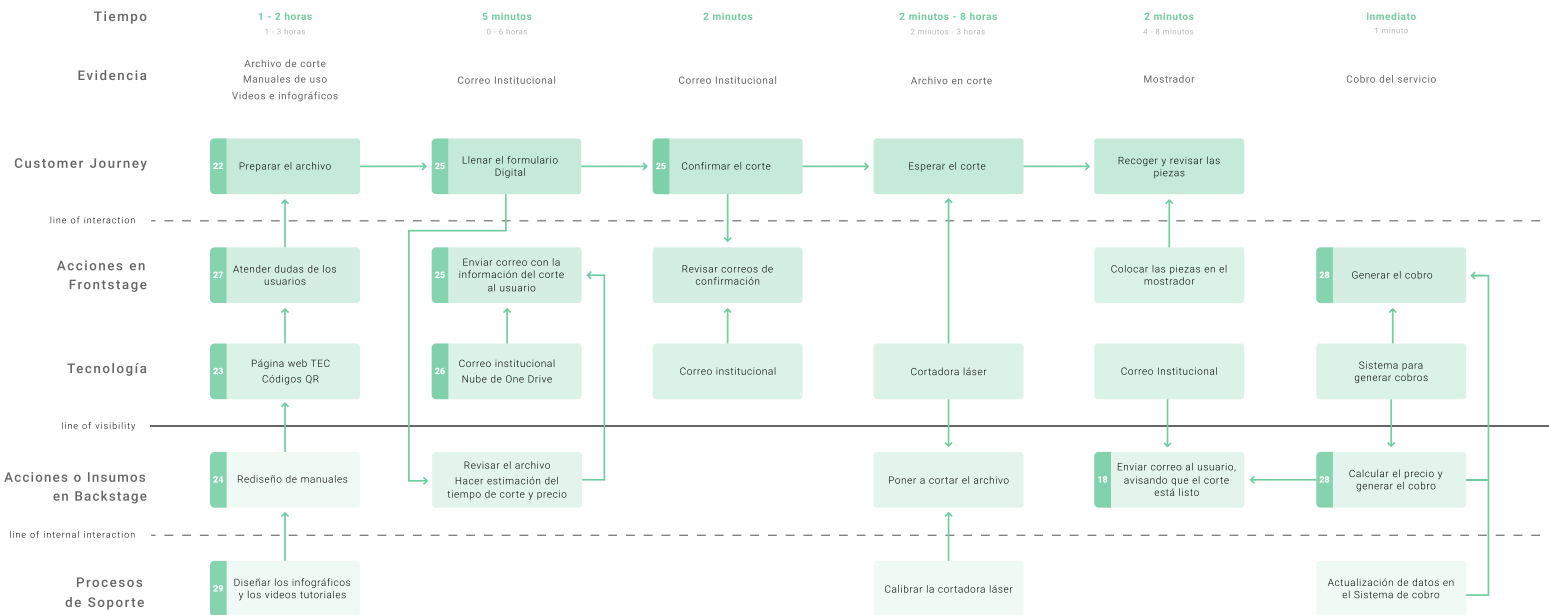 Tiempo
1 - 2 horas
1 - 3 horas
5 minutos
0 - 6 horas
2 minutos
2 minutos - 8 horas
2 minutos - 3 horas
2 minutos
4 - 8 minutos
inmediato
1 minuto
Evidencia
Archivo de corte
Manuales de uso
Videos e infográficos
Correo Institucional
Correo Institucional
Archivo en corte
Mostrador
Cobro del servicio
Customer Journey
22
Preparar el archivo
25
Llenar el formulario
Digital
25
Confirmar el corte
Esperar el corte
Recoger y revisar las
piezas
line of interaction
Acciones en
Frontstage
27
Atender dudas de los
usuarios
25
Enviar correo con la
información del corte
al usuario
Revisar correos de
confirmación
Colocar las piezas en el
mostrador
28
Generar el cobro
Tecnología
23
Página web TEC
Códigos QR
26
Correo institucional
Nube de One Drive
Correo institucional
Cortadora láser
Correo Institucional
Sistema para
generar cobros
line of visibility
Acciones o Insumos
en Backstage
24
Rediseño de manuales
Revisar el archivo
Hacer estimación del
tiempo de corte y precio
Poner a cortar el archivo
18
Enviar correo al usuario,
avisando que el corte
está listo
28
Calcular el precio y
generar el cobro
line of internal interaction
Procesos
de Soporte
29
Diseñar los infográficos
y los videos tutoriales
Calibrar la cortadora láser
Actualización de datos en
el Sistema de cobro